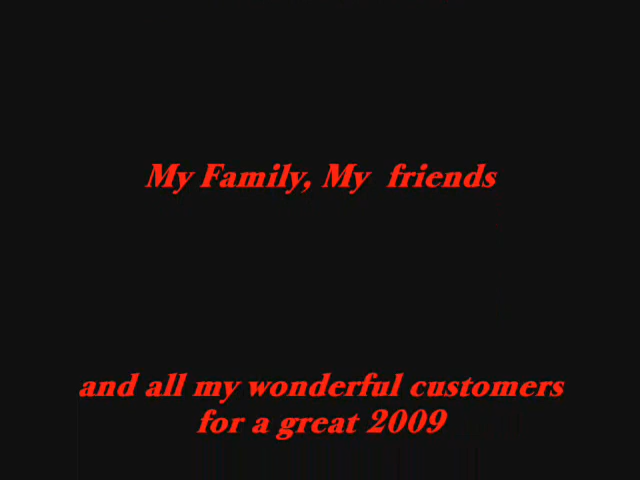 My Family, My friends
and all my wonderful customers
for a great 2009